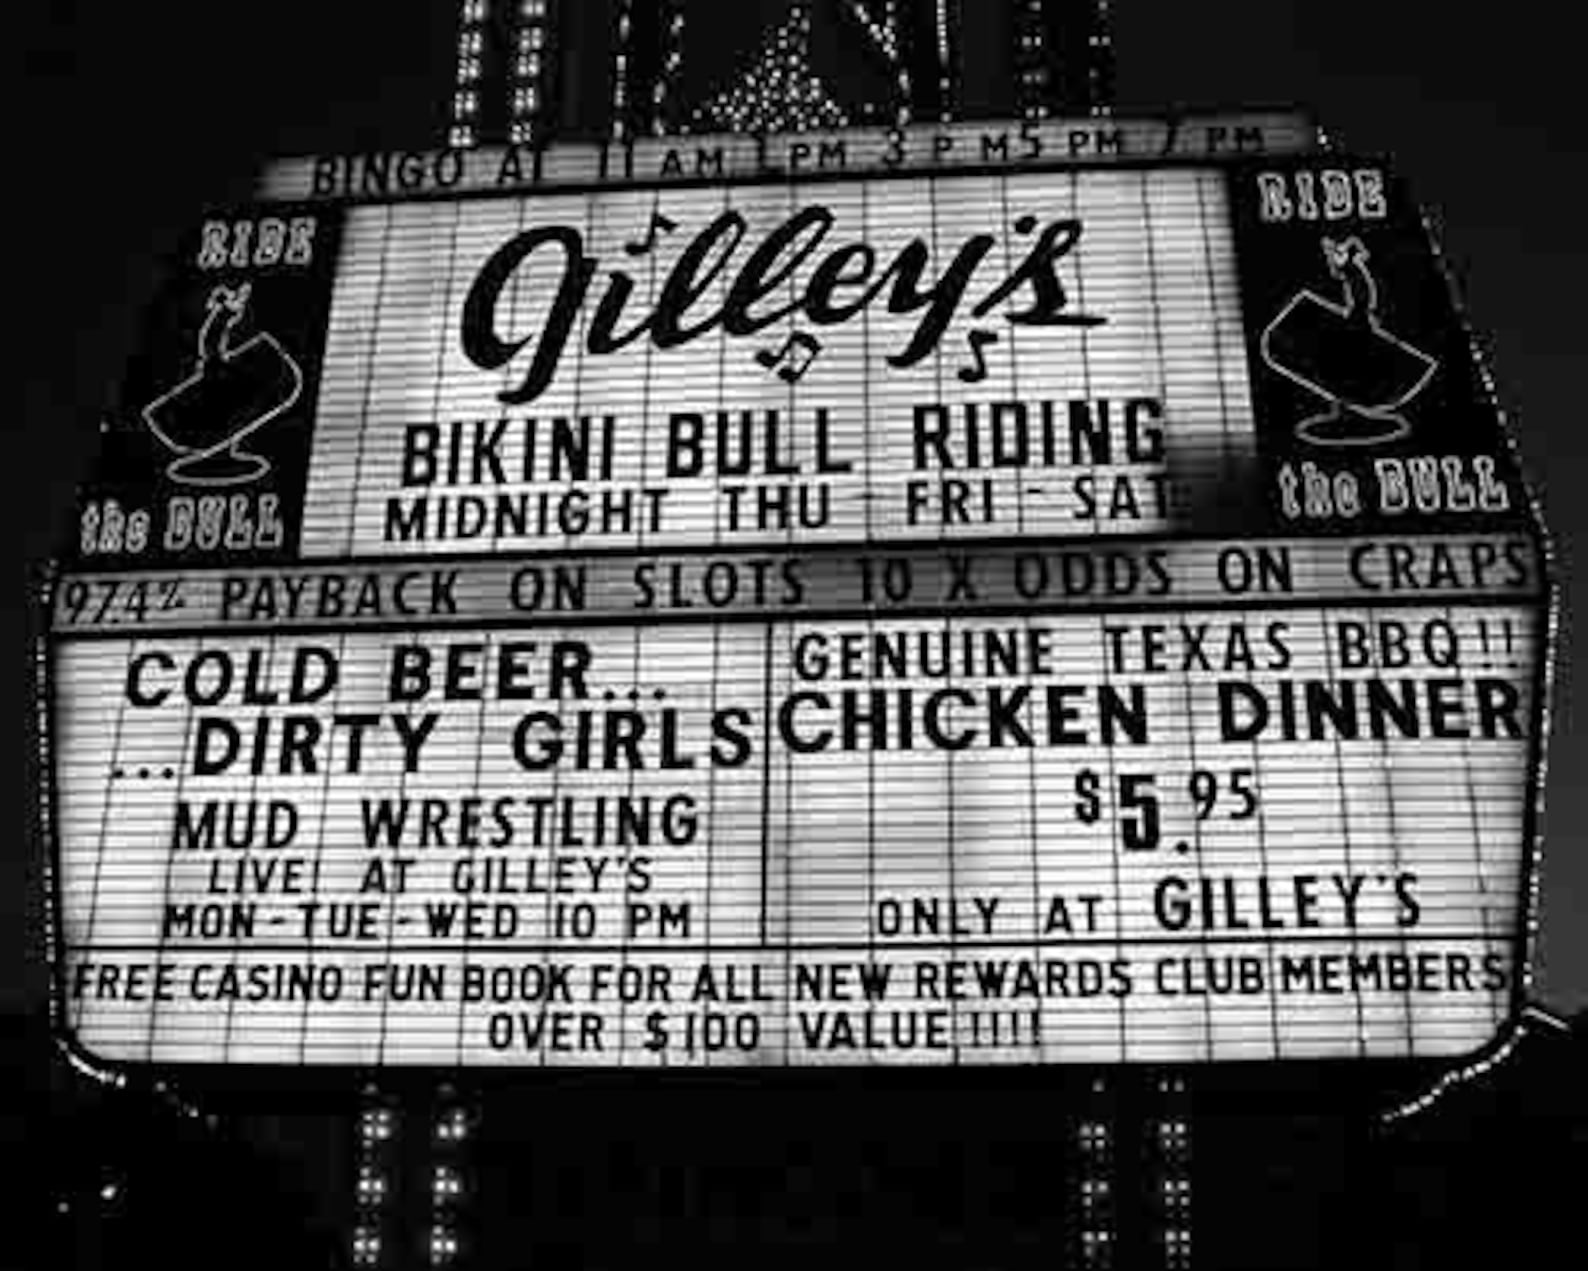 BINGO AT 11 AM 1 PM 3 PM 5 PM 7 PM
RIDE
the BULL
Gilley's
BIKINI BULL RIDING
MIDNIGHT THU - FRI - SAT
RIDE
the BULL
974% PAYBACK ON SLOTS 10 X ODDS ON CRAPS
COLD BEER...
...DIRTY GIRLS
MUD WRESTLING
LIVE! AT GILLEY'S
MON-TUE-WED 10 PM
GENUINE TEXAS BBQ!!
CHICKEN DINNER
$5.95
ONLY AT GILLEY'S
FREE CASINO FUN BOOK FOR ALL NEW REWARDS CLUB MEMBERS
OVER $100 VALUE!!!!